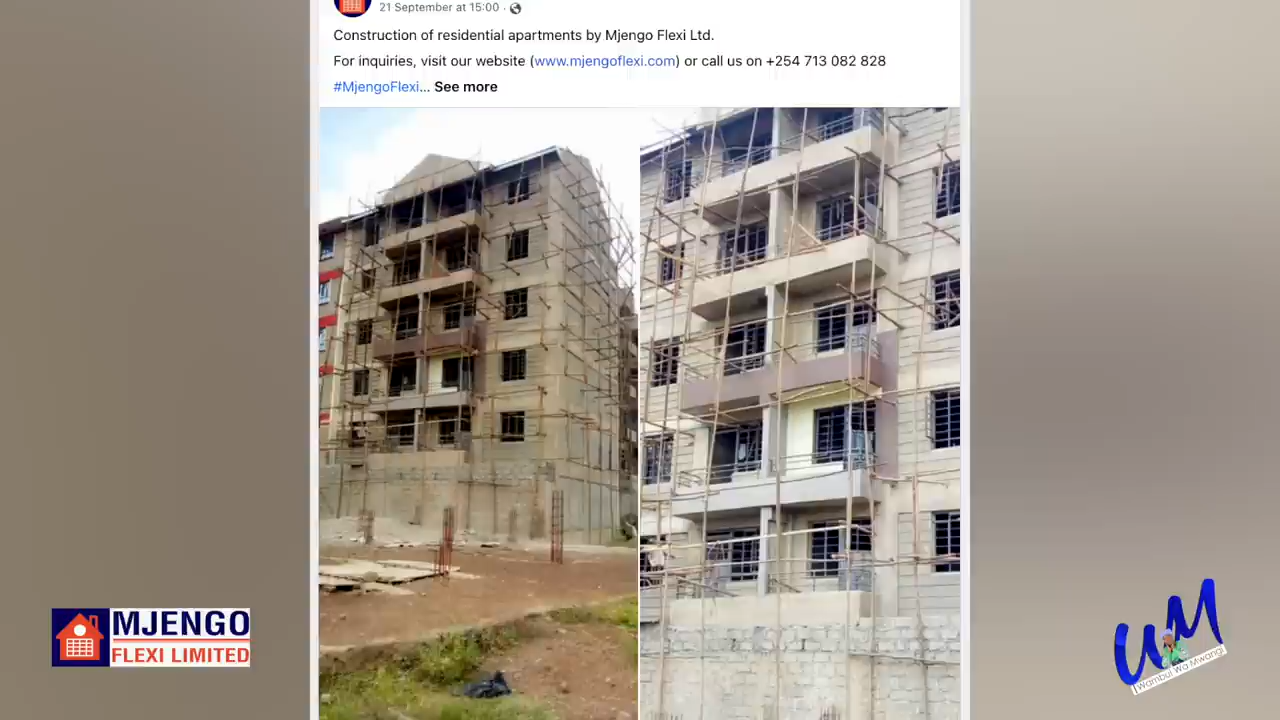 21 September at 15:00 ·
Construction of residential apartments by Mjengo Flexi Ltd.
For inquiries, visit our website (www.mjengoflexi.com) or call us on +254 713 082 828
#MjengoFlexi... See more
MJENGO
FLEXI LIMITED
WM
Wambui Wa Mwangi